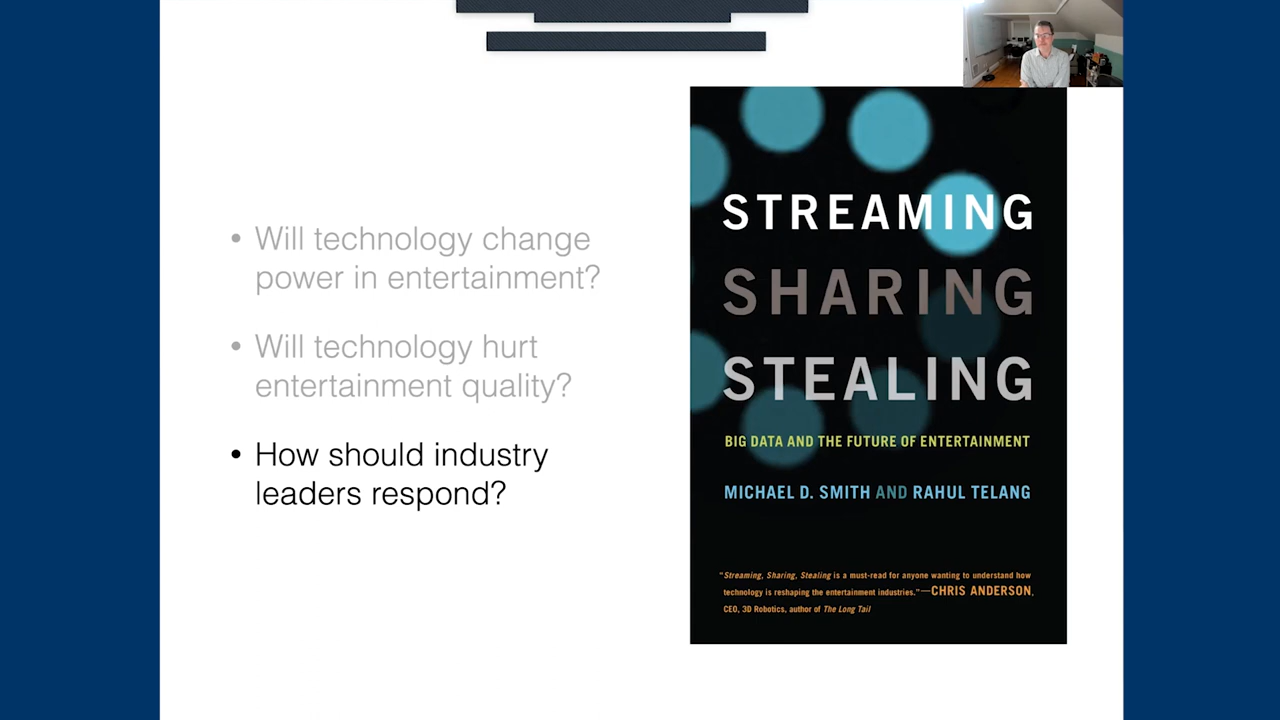 • Will technology change
power in entertainment?
• Will technology hurt
entertainment quality?
• How should industry
leaders respond?
STREAMING
SHARING
STEALING
BIG DATA AND THE FUTURE OF ENTERTAINMENT
MICHAEL D. SMITH AND RAHUL TELANG
"Streaming, Sharing, Stealing is a must-read for anyone wanting to understand how
technology is reshaping the entertainment industries."—CHRIS ANDERSON,
CEO, 3D Robotics, author of The Long Tail